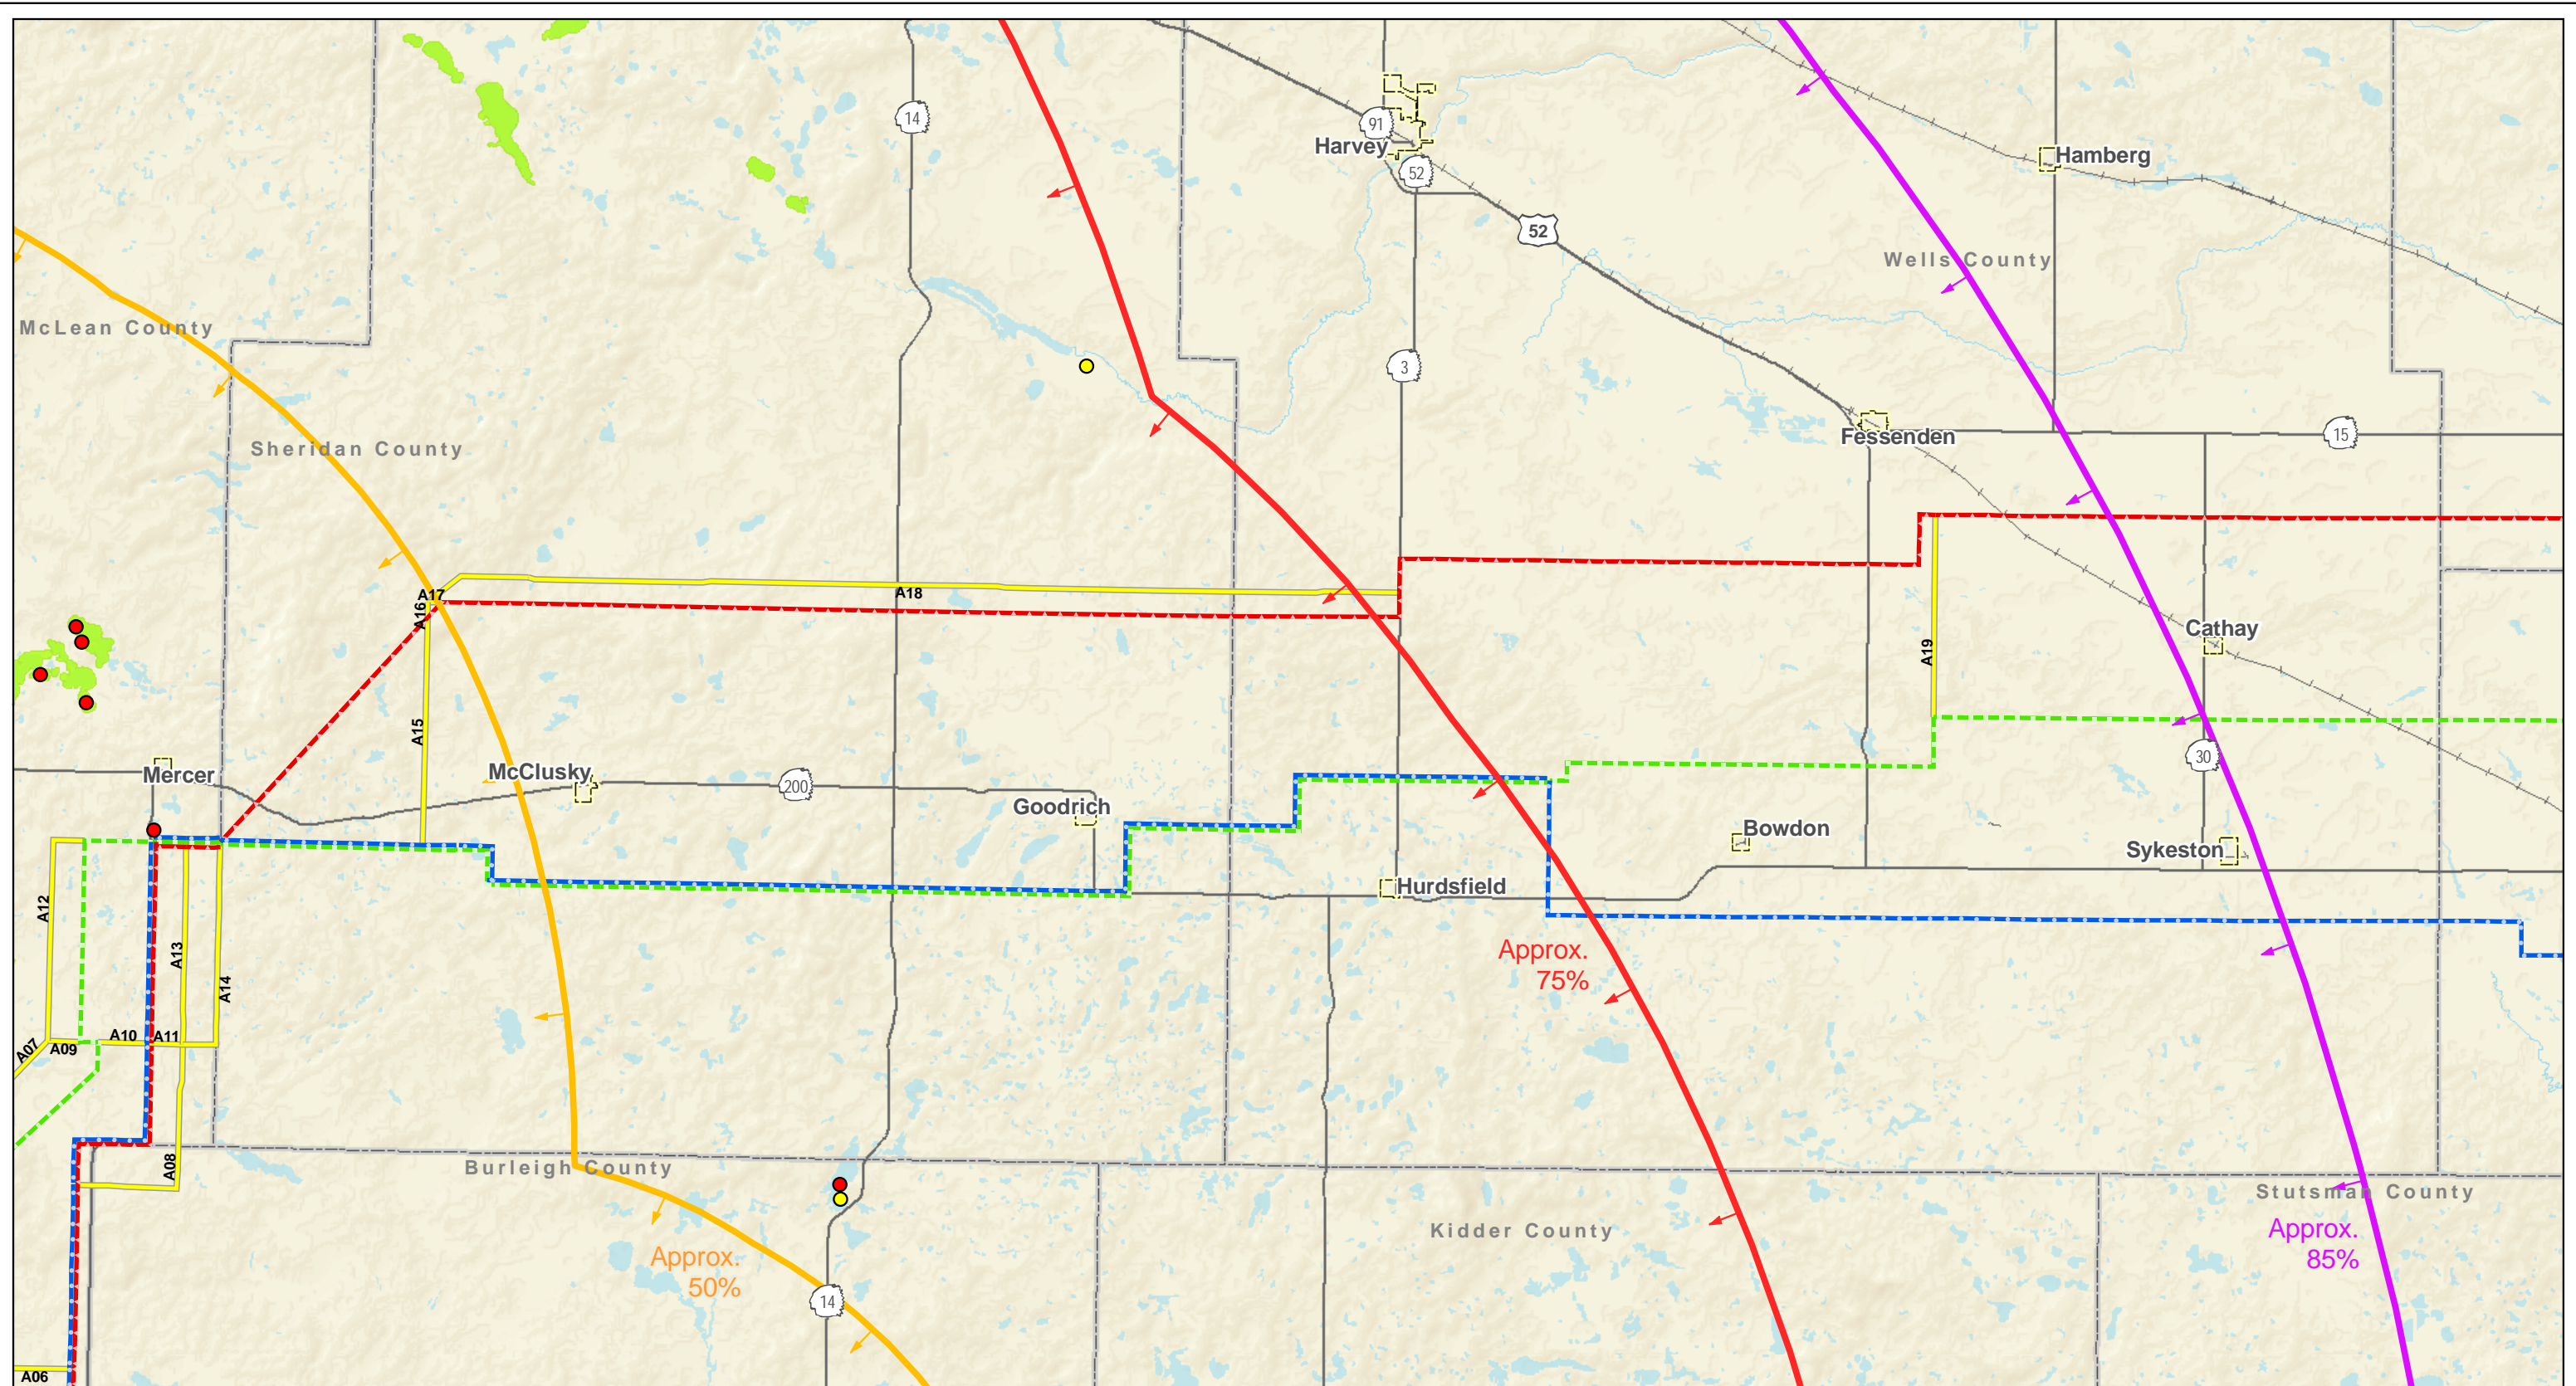 14
91
Harvey
52
Hamberg
52
Wells County
McLean County
3
Sheridan County
Fessenden
15
A17
A16
A18
Cathay
A19
A15
Mercer
McClusky
200
Goodrich
30
Bowdon
Sykeston
Hurdsfield
A12
A13
A14
Approx.
75%
A07
A09
A10
A11
A08
Burleigh County
Stutsman County
Kidder County
Approx.
50%
Approx.
85%
14
A06